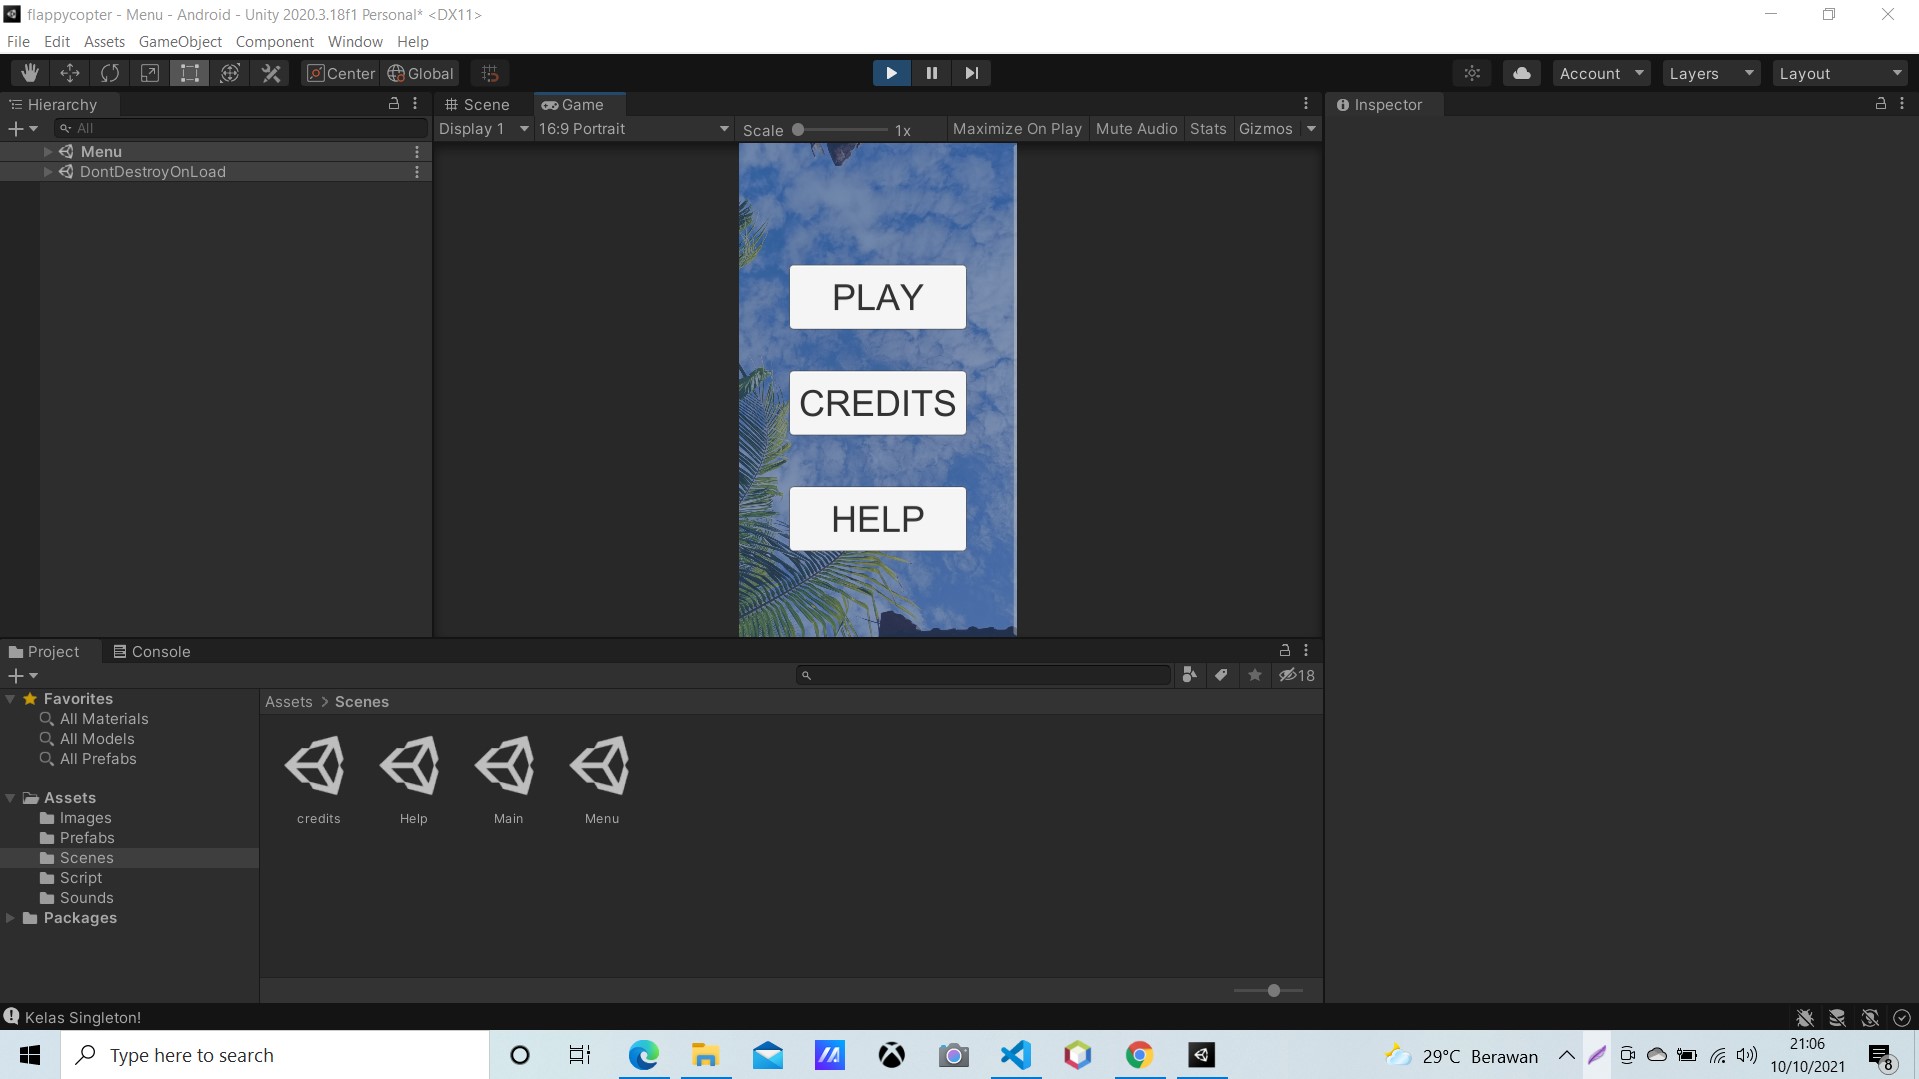 flappycopter - Menu - Android - Unity 2020.3.18f1 Personal* <DX11>
File Edit Assets GameObject Component Window Help
Center Global Account Layers Layout
Hierarchy
All
Menu
DontDestroyOnLoad
Scene Game
Display 1 16:9 Portrait Scale 1x Maximize On Play Mute Audio Stats Gizmos
PLAY
CREDITS
HELP
Inspector
Project Console
18
Favorites
All Materials
All Models
All Prefabs
Assets
Images
Prefabs
Scenes
Script
Sounds
Packages
Assets > Scenes
credits Help Main Menu
Kelas Singleton!
Type here to search
29°C Berawan
21:06
10/10/2021
8